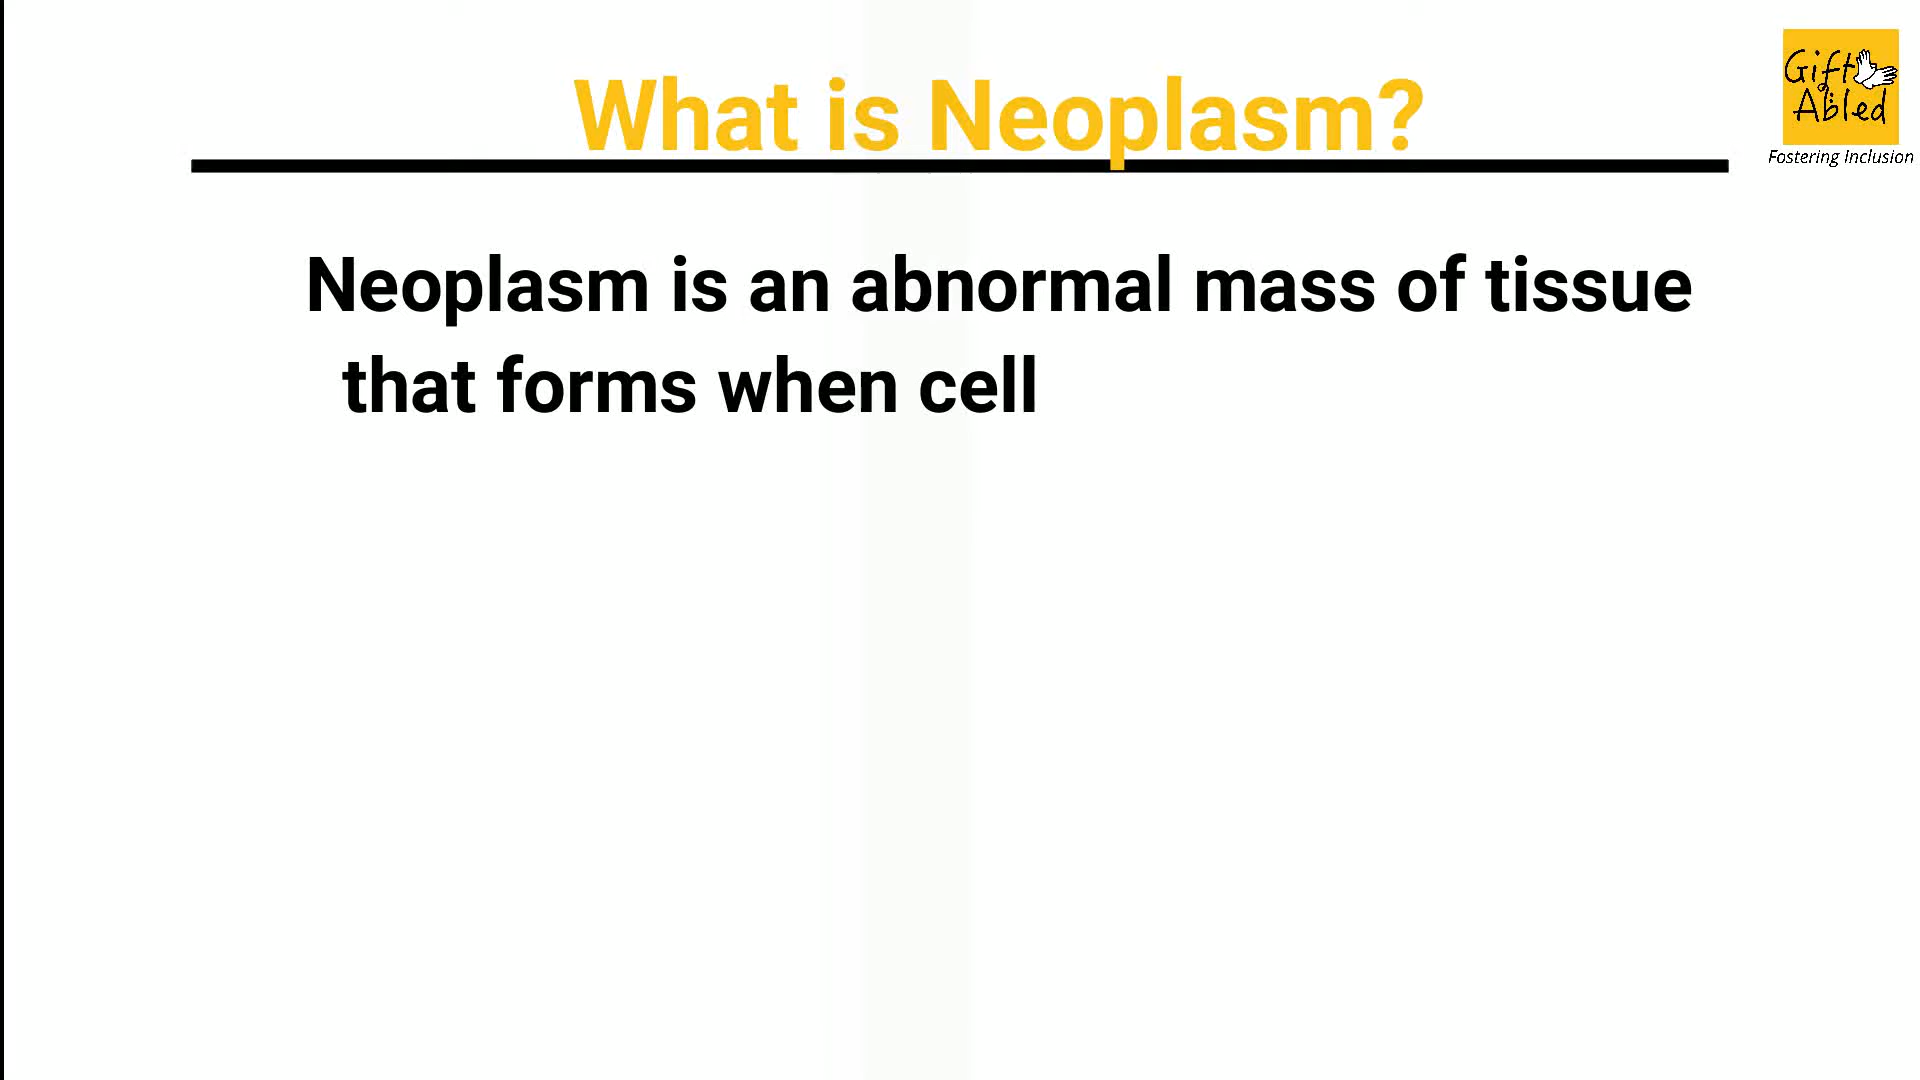 What is Neoplasm?
Gift
Abled
Fostering Inclusion
Neoplasm is an abnormal mass of tissue
that forms when cell